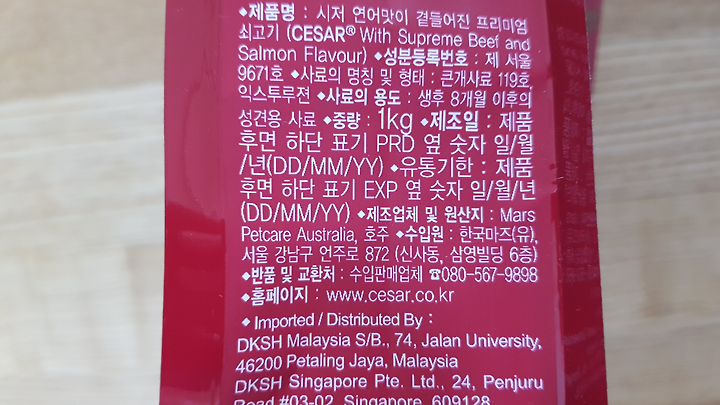 ◆제품명 : 시저 연어맛이 곁들어진 프리미엄
쇠고기 (CESAR® With Supreme Beef and
Salmon Flavour) ◆성분등록번호 : 제 서울
9671호 ◆사료의 명칭 및 형태 : 큰개사료 119호,
익스트루젼 ◆사료의 용도 : 생후 8개월 이후의
성견용 사료 ◆중량 : 1kg ◆제조일 : 제품
후면 하단 표기 PRD 옆 숫자 일/월
/년(DD/MM/YY) ◆유통기한 : 제품
후면 하단 표기 EXP 옆 숫자 일/월/년
(DD/MM/YY) ◆제조업체 및 원산지 : Mars
Petcare Australia, 호주 ◆수입원 : 한국마즈(유),
서울 강남구 언주로 872 (신사동, 삼영빌딩 6층)
◆반품 및 교환처 : 수입판매업체 ☎080-567-9898
◆홈페이지 : www.cesar.co.kr
◆ Imported / Distributed By :
DKSH Malaysia S/B., 74, Jalan University,
46200 Petaling Jaya, Malaysia
DKSH Singapore Pte. Ltd., 24, Penjuru
Road #03-02, Singapore 609128